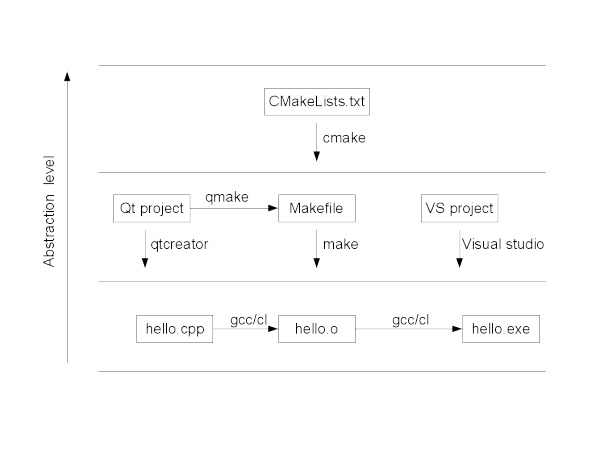 CMakeLists.txt
cmake
Abstraction level
qmake
Qt project
Makefile
VS project
qtcreator
make
Visual studio
gcc/cl
gcc/cl
hello.cpp
hello.o
hello.exe